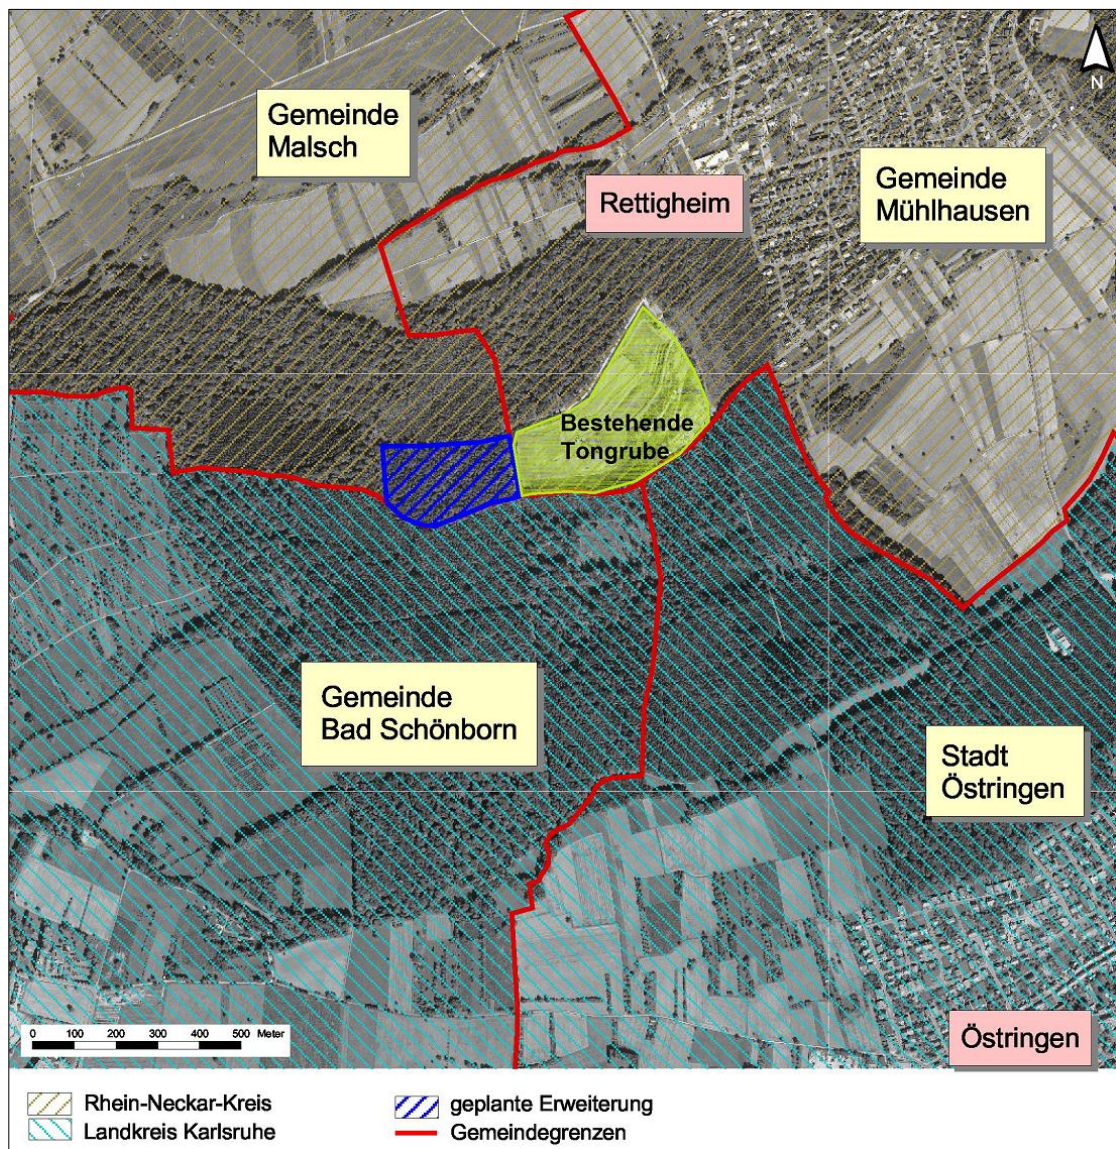 N
Gemeinde
Malsch
Rettigheim
Gemeinde
Mühlhausen
Bestehende
Tongrube
Gemeinde
Bad Schönborn
Stadt
Östringen
0 100 200 300 400 500 Meter
Östringen
Rhein-Neckar-Kreis
Landkreis Karlsruhe
geplante Erweiterung
Gemeindegrenzen